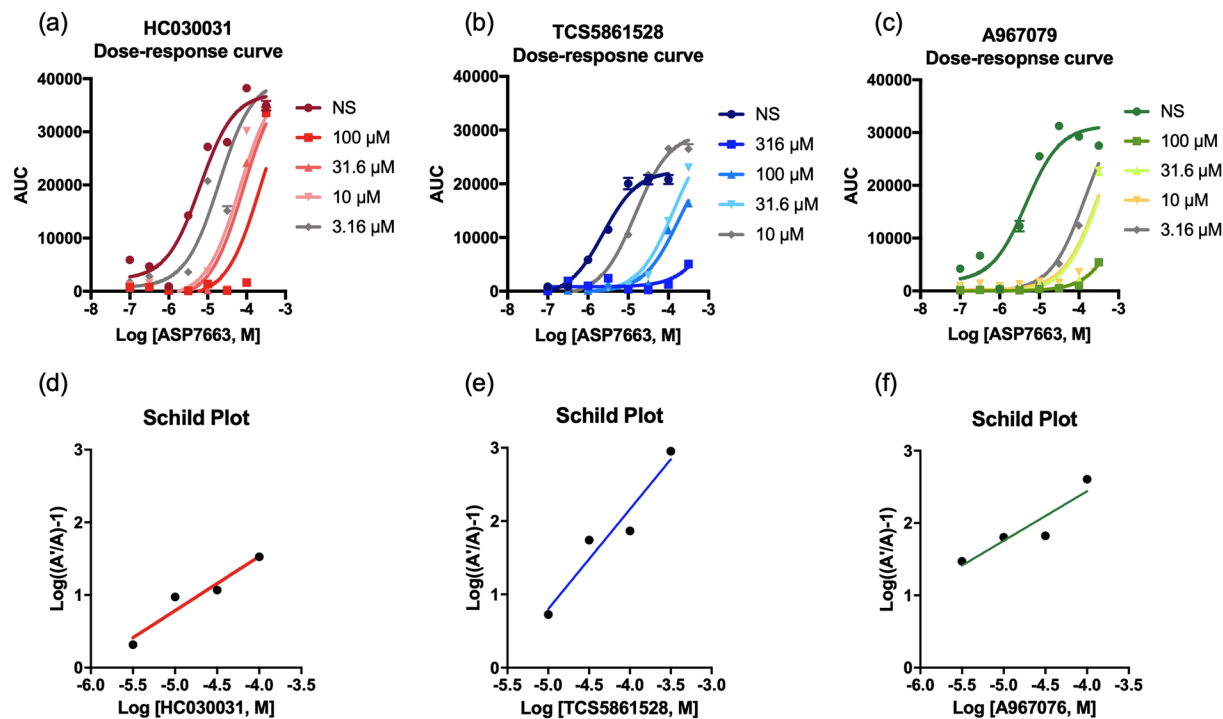 (a)
HC030031
Dose-response curve
40000
30000
20000
10000
0
AUC
-8 -7 -6 -5 -4 -3
Log [ASP7663, M]
NS
100 μM
31.6 μM
10 μM
3.16 μM
(b)
TCS5861528
Dose-resposne curve
40000
30000
20000
10000
0
AUC
-8 -7 -6 -5 -4 -3
Log [ASP7663, M]
NS
316 μM
100 μM
31.6 μM
10 μM
(c)
A967079
Dose-resopnse curve
40000
30000
20000
10000
0
AUC
-8 -7 -6 -5 -4 -3
Log [ASP7663, M]
NS
100 μM
31.6 μM
10 μM
3.16 μM
(d)
Schild Plot
3
2
1
0
Log((A'/A)-1)
-6.0 -5.5 -5.0 -4.5 -4.0 -3.5
Log [HC030031, M]
(e)
Schild Plot
3
2
1
0
Log((A'/A)-1)
-5.5 -5.0 -4.5 -4.0 -3.5 -3.0
Log [TCS5861528, M]
(f)
Schild Plot
3
2
1
0
Log((A'/A)-1)
-6.0 -5.5 -5.0 -4.5 -4.0 -3.5
Log [A967076, M]